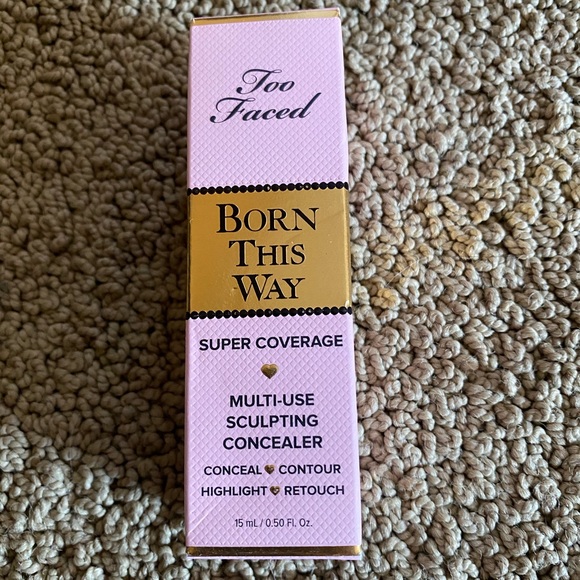 Too
Faced
BORN
THIS
WAY
SUPER COVERAGE
MULTI-USE
SCULPTING
CONCEALER
CONCEAL CONTOUR
HIGHLIGHT RETOUCH
15 mL / 0.50 Fl. Oz.